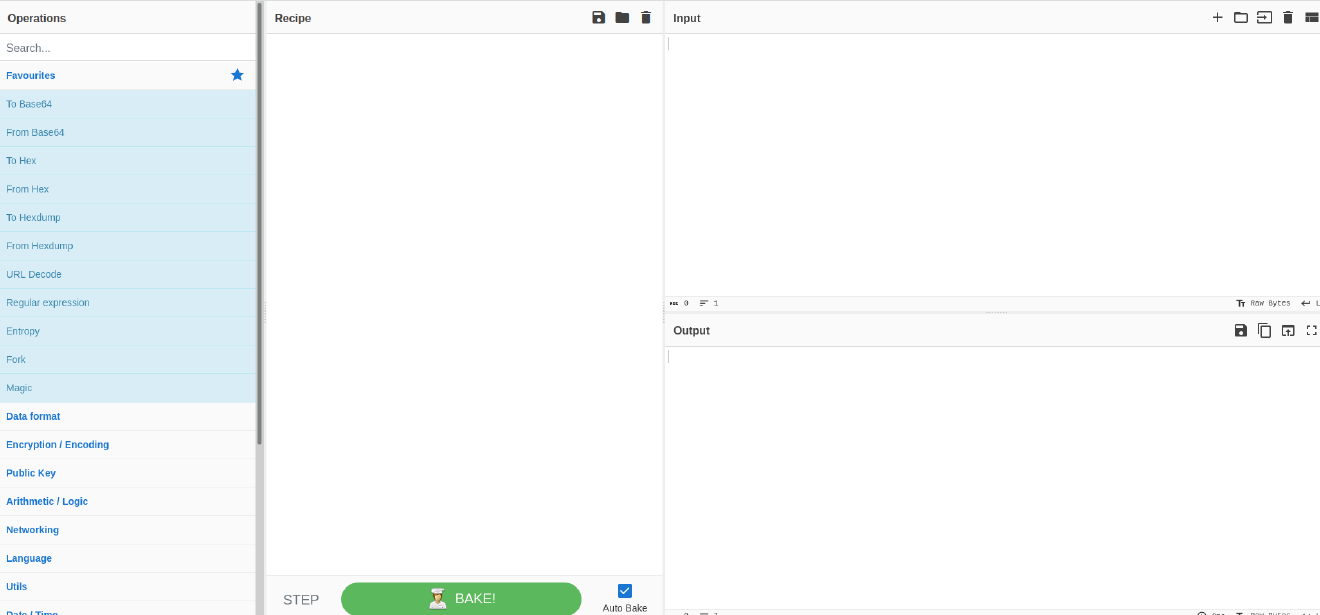 Operations
Search...
Favourites
To Base64
From Base64
To Hex
From Hex
To Hexdump
From Hexdump
URL Decode
Regular expression
Entropy
Fork
Magic
Data format
Encryption / Encoding
Public Key
Arithmetic / Logic
Networking
Language
Utils
Date / Time
Recipe
STEP
BAKE!
Auto Bake
Input
0
1
Raw Bytes
Output